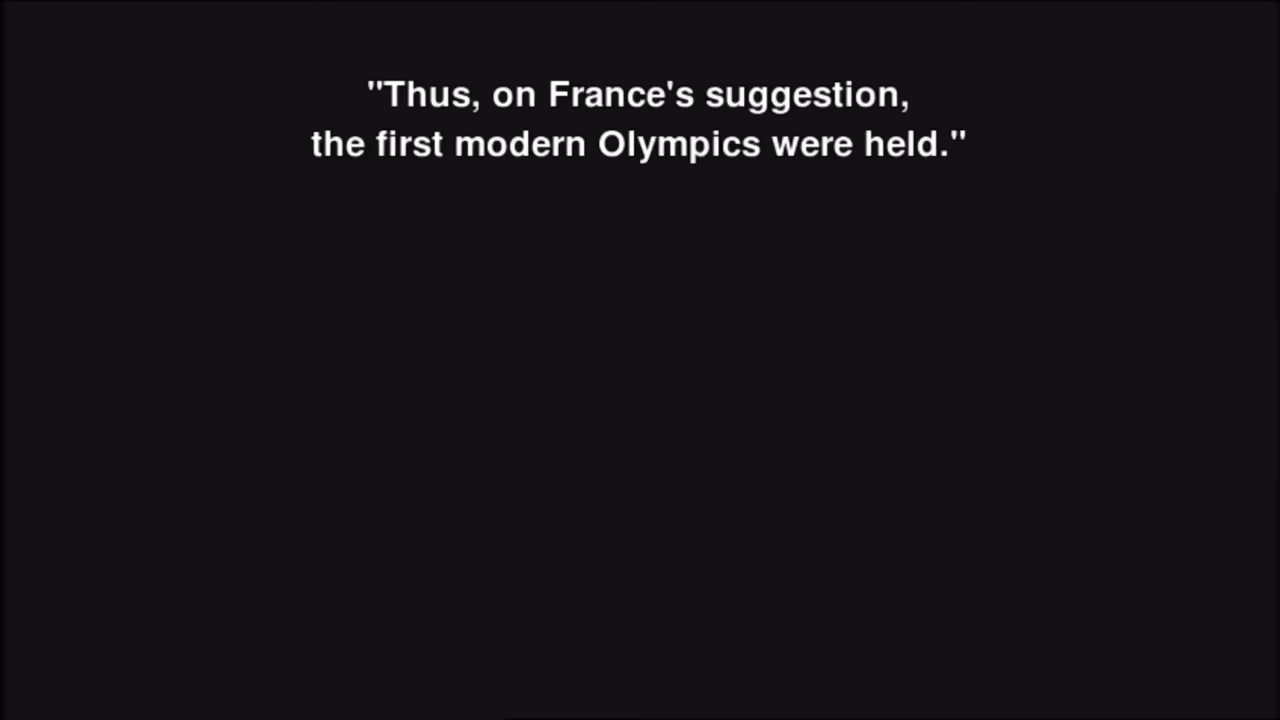 "Thus, on France's suggestion,
the first modern Olympics were held."